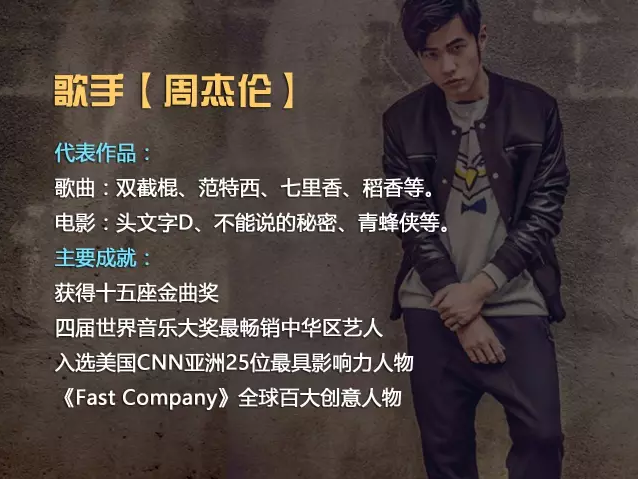 歌手【周杰伦】
代表作品：
歌曲：双截棍、范特西、七里香、稻香等。
电影：头文字D、不能说的秘密、青蜂侠等。
主要成就：
获得十五座金曲奖
四届世界音乐大奖最畅销中华区艺人
入选美国CNN亚洲25位最具影响力人物
《Fast Company》全球百大创意人物